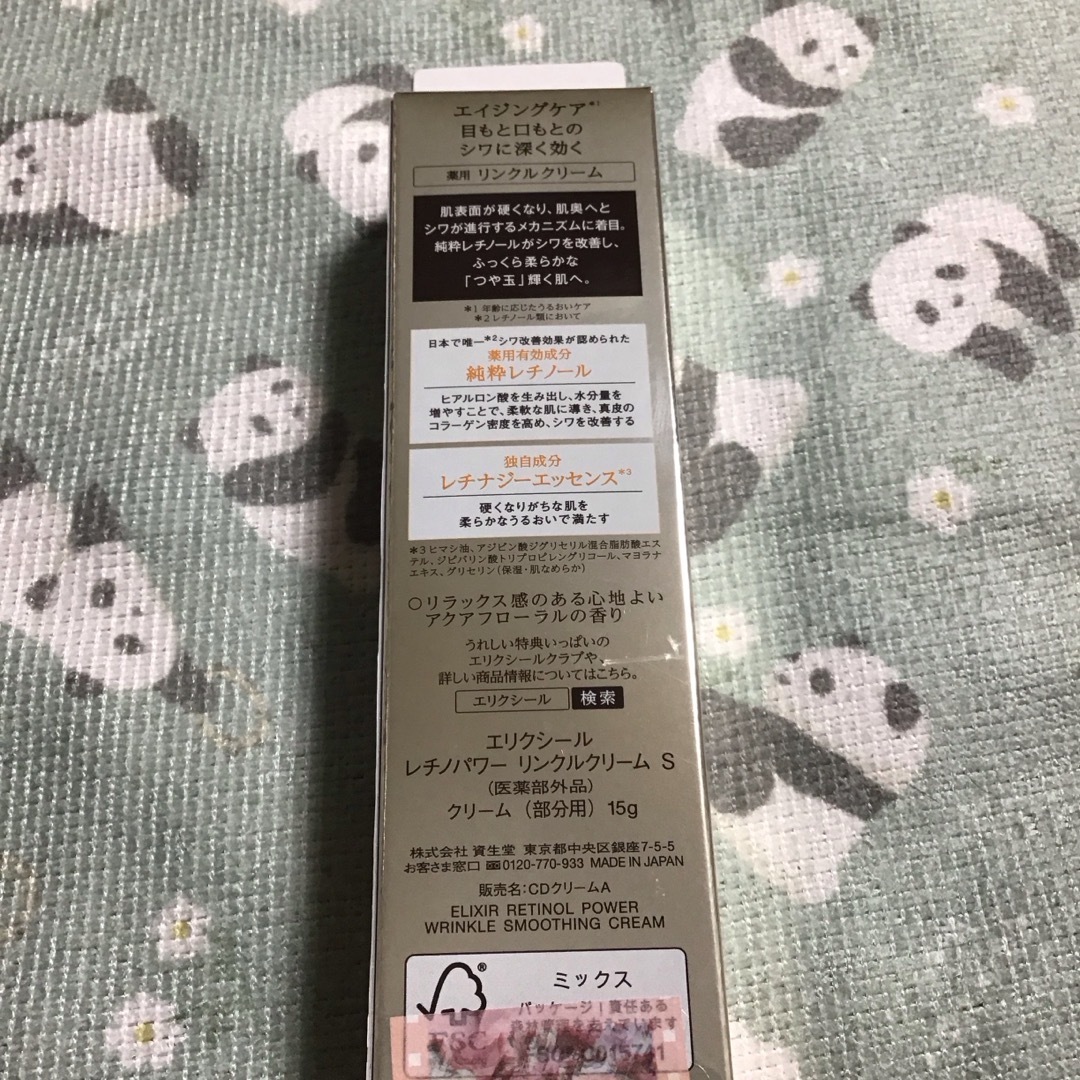 エイジングケア*1
目もと口もとの
シワに深く効く
薬用 リンクルクリーム
肌表面が硬くなり、肌奥へと
シワが進行するメカニズムに着目。
純粋レチノールがシワを改善し、
ふっくら柔らかな
「つや玉」輝く肌へ。
*1 年齢に応じたうるおいケア
*2 レチノール類において
日本で唯一*2シワ改善効果が認められた
薬用有効成分
純粋レチノール
ヒアルロン酸を生み出し、水分量を
増やすことで、柔軟な肌に導き、真皮の
コラーゲン密度を高め、シワを改善する
独自成分
レチナジーエッセンス*3
硬くなりがちな肌を
柔らかなうるおいで満たす
*3 ヒマシ油、アジピン酸ジグリセリル混合脂肪酸エス
テル、ジピバリン酸トリプロピレングリコール、マヨラナ
エキス、グリセリン（保湿・肌なめらか）
○リラックス感のある心地よい
アクアフローラルの香り
うれしい特典いっぱいの
エリクシールクラブや、
詳しい商品情報についてはこちら。
エリクシール 検索
エリクシール
レチノパワー リンクルクリーム S
（医薬部外品）
クリーム（部分用）15g
株式会社 資生堂 東京都中央区銀座7-5-5
お客さま窓口 0120-770-933 MADE IN JAPAN
販売名：CDクリームA
ELIXIR RETINOL POWER
WRINKLE SMOOTHING CREAM
® ミックス
パッケージ | 責任ある
森林管理を支えています
FSC FSC® C015741